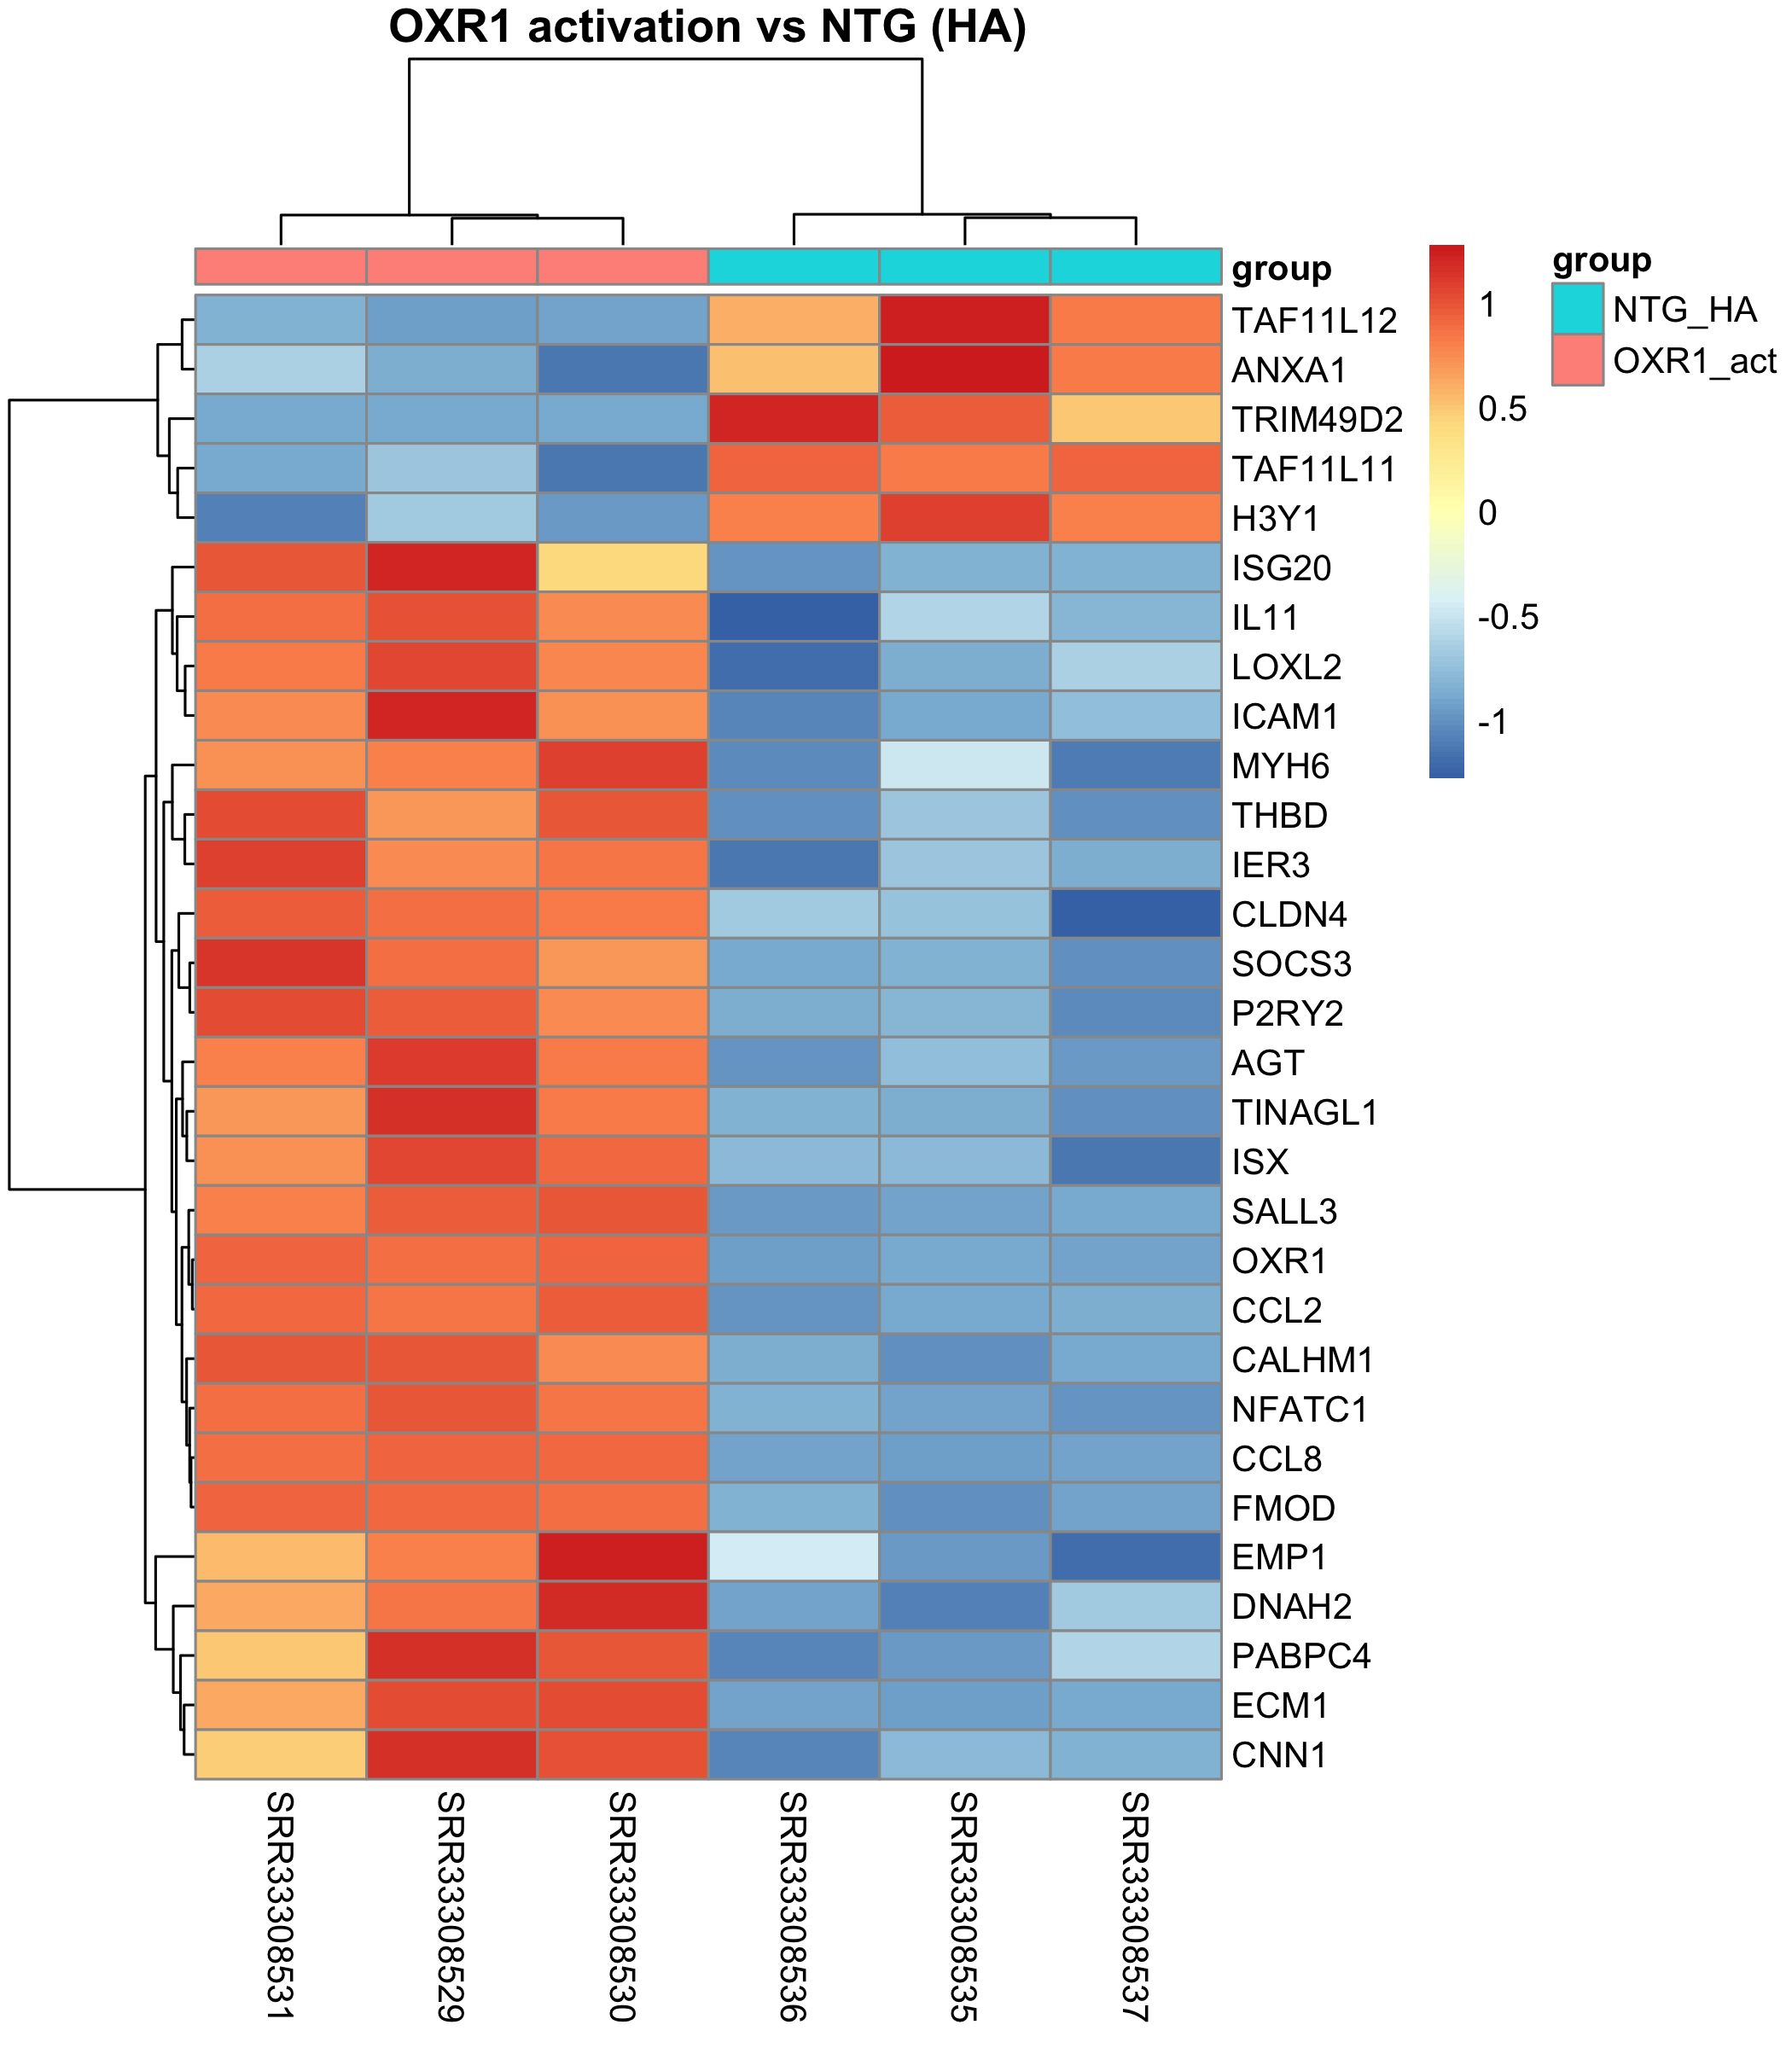 OXR1 activation vs NTG (HA)
group
TAF11L12
ANXA1
TRIM49D2
TAF11L11
H3Y1
ISG20
IL11
LOXL2
ICAM1
MYH6
THBD
IER3
CLDN4
SOCS3
P2RY2
AGT
TINAGL1
ISX
SALL3
OXR1
CCL2
CALHM1
NFATC1
CCL8
FMOD
EMP1
DNAH2
PABPC4
ECM1
CNN1
1
0.5
0
-0.5
-1
group
NTG_HA
OXR1_act
SRR33308531
SRR33308529
SRR33308530
SRR33308536
SRR33308535
SRR33308537